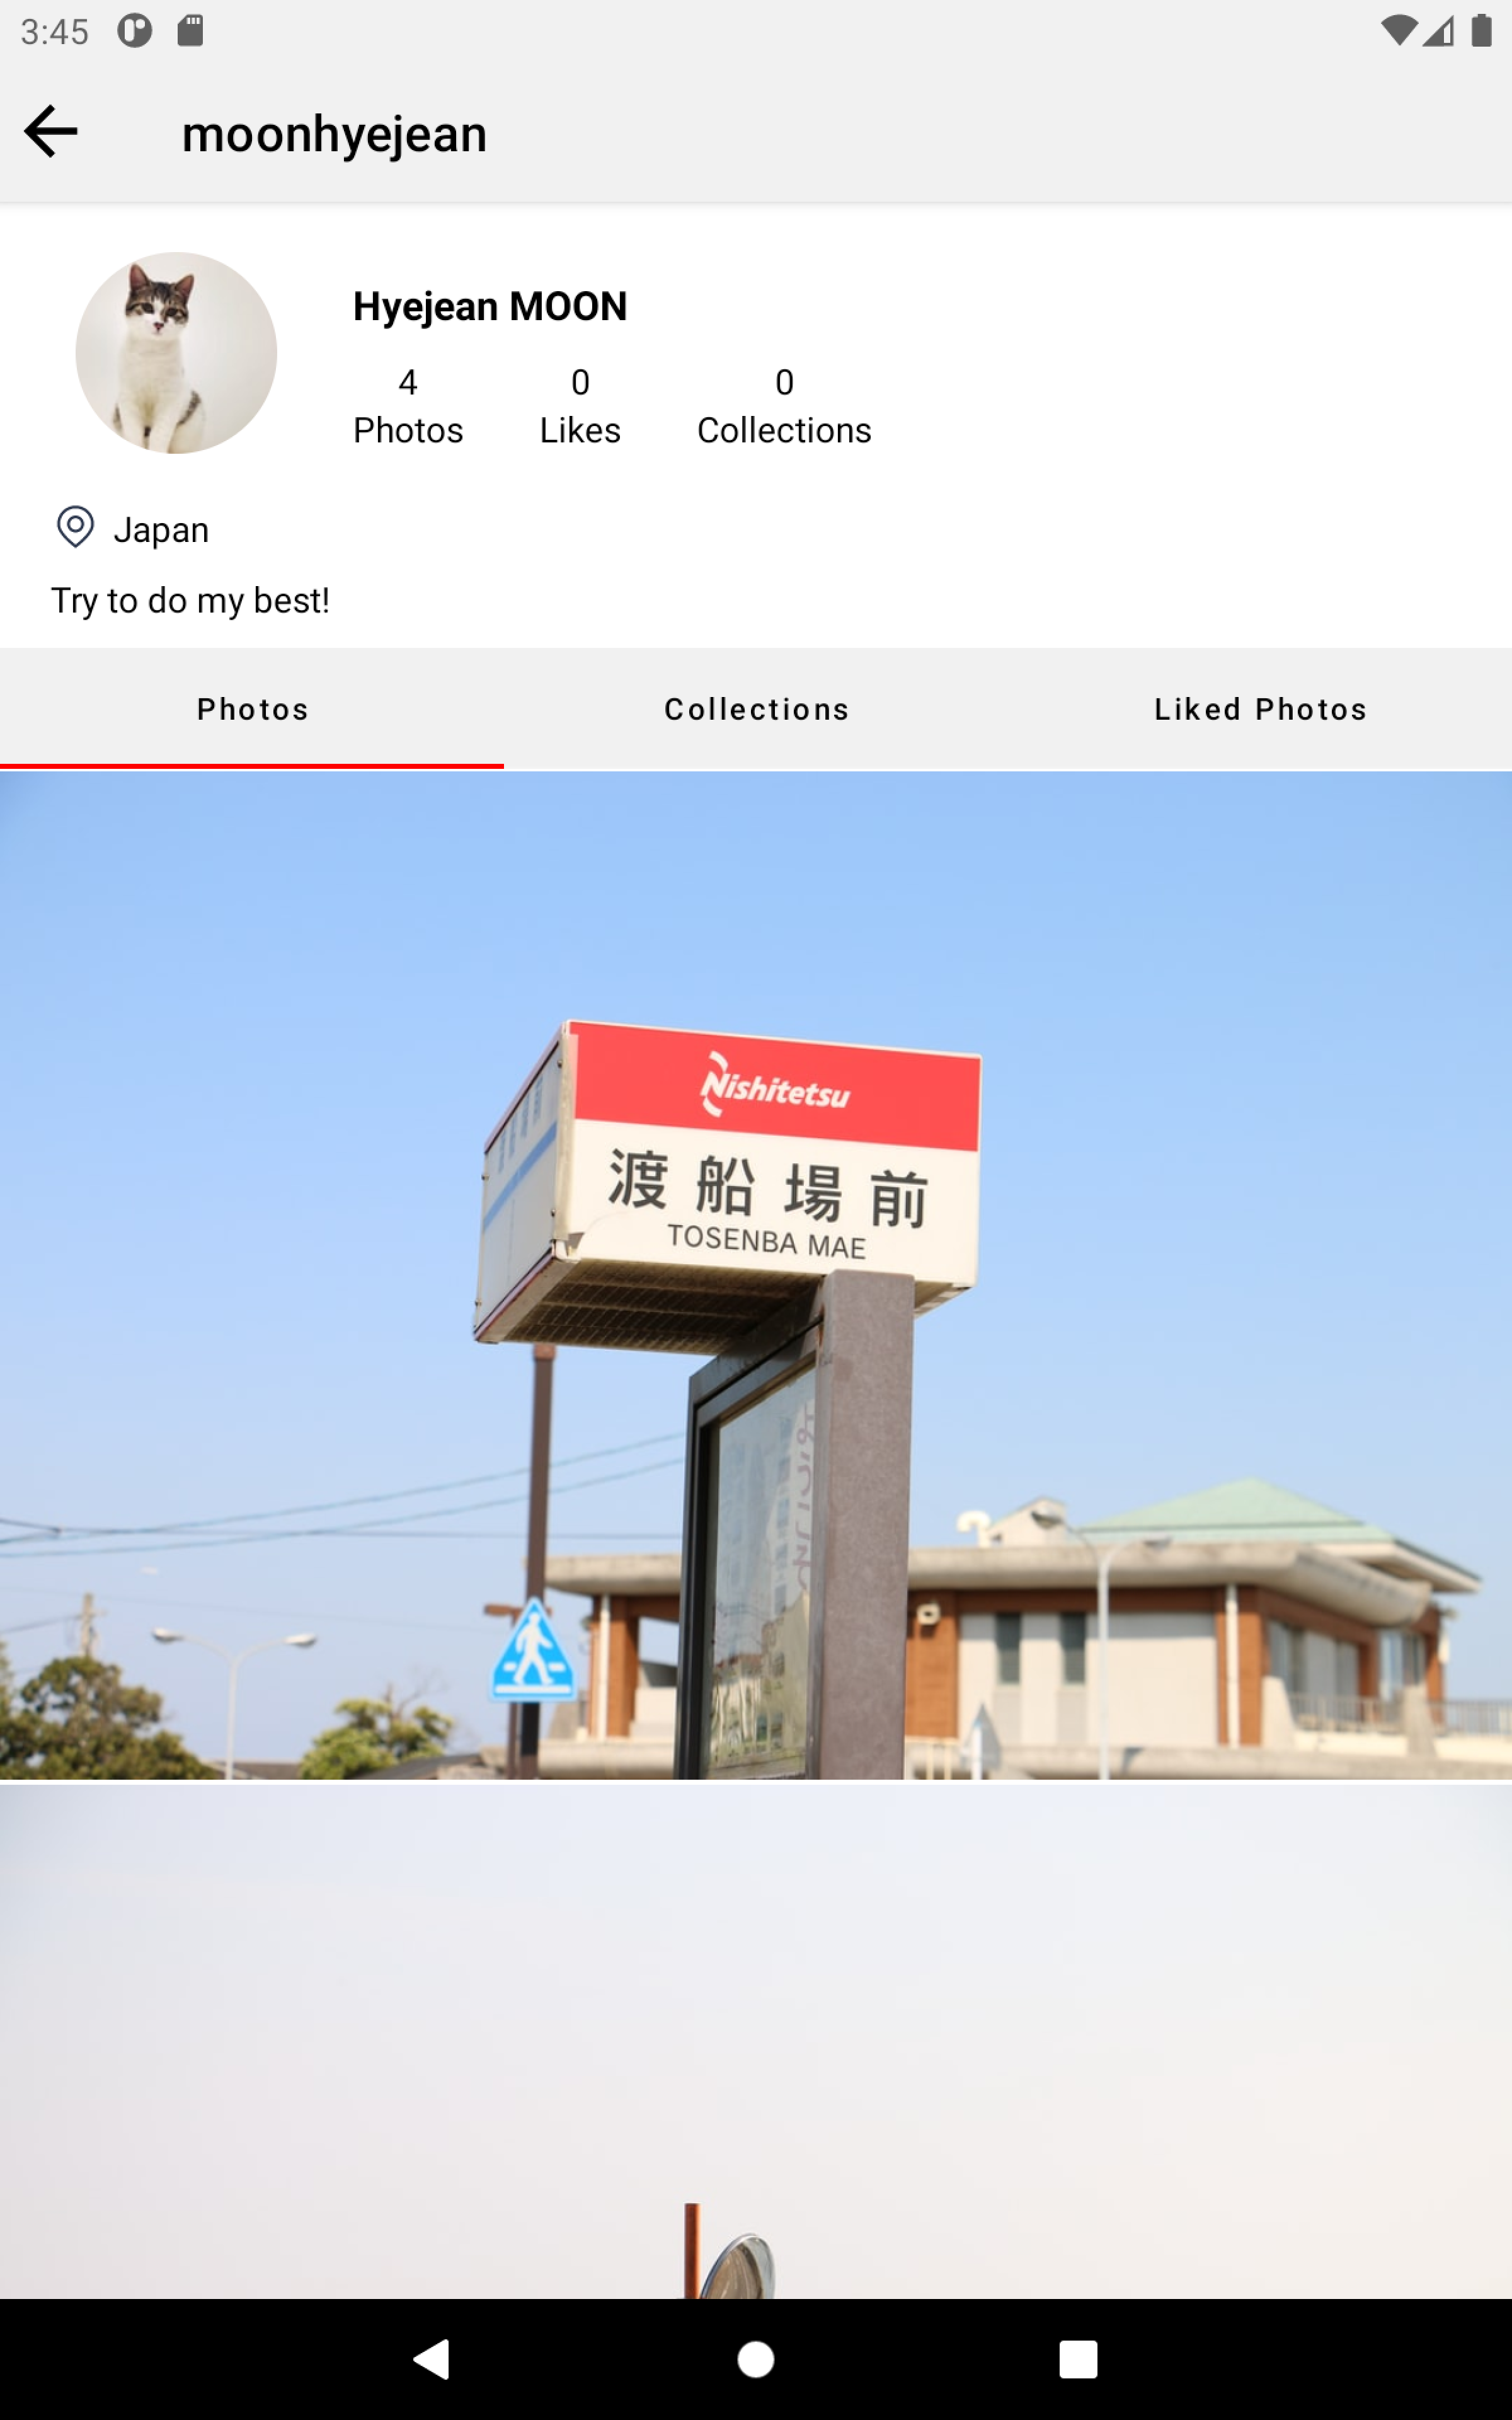 3:45
moonhyejean
Hyejean MOON
4
Photos
0
Likes
0
Collections
Japan
Try to do my best!
Photos
Collections
Liked Photos
Nishitetsu
渡船場前
TOSENBA MAE